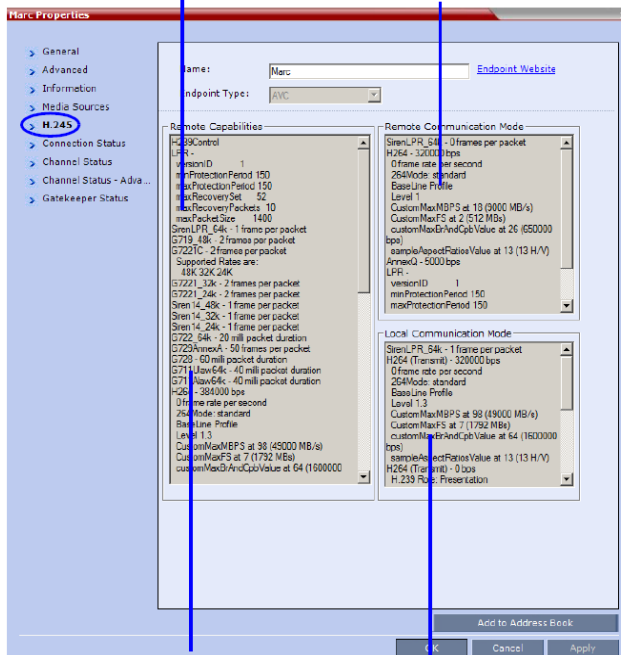 Marc Properties
General
Advanced
Information
Media Sources
H.245
Connection Status
Channel Status
Channel Status - Adva...
Gatekeeper Status
Name:
Marc
Endpoint Website
Endpoint Type:
AVC
Remote Capabilities
H239Control
LPR -
versionID 1
minProtectionPeriod 150
maxProtectionPeriod 150
maxRecoverySet 52
maxRecoveryPackets 10
maxPacketSize 1400
SirenLPR_64k - 1 frame per packet
G719_48k - 2 frames per packet
G7221C - 2 frames per packet
Supported Rates are:
48K 32K 24K
G7221_32k - 2 frames per packet
G7221_24k - 2 frames per packet
Siren14_48k - 1 frame per packet
Siren14_32k - 1 frame per packet
Siren14_24k - 1 frame per packet
G722_64k - 20 milli packet duration
G729AnnexA - 50 frames per packet
G728 - 60 milli packet duration
G711Ulaw64k - 40 milli packet duration
G711Alaw64k - 40 milli packet duration
H264 - 384000 bps
0 frame rate per second
264Mode: standard
BaseLine Profile
Level 1.3
CustomMaxMBPS at 98 (49000 MB/s)
CustomMaxFS at 7 (1792 MBs)
customMaxBrAndCpbValue at 64 (1600000
Remote Communication Mode
SirenLPR_64k - 0 frames per packet
H264 - 320000 bps
0 frame rate per second
264Mode: standard
BaseLine Profile
Level 1
CustomMaxMBPS at 18 (9000 MB/s)
CustomMaxFS at 2 (512 MBs)
customMaxBrAndCpbValue at 26 (650000
bps)
sampleAspectRatiosValue at 13 (13 H/V)
AnnexQ - 5000 bps
LPR -
versionID 1
minProtectionPeriod 150
maxProtectionPeriod 150
Local Communication Mode
SirenLPR_64k - 1 frame per packet
H264 (Transmit) - 320000 bps
0 frame rate per second
264Mode: standard
BaseLine Profile
Level 1.3
CustomMaxMBPS at 98 (49000 MB/s)
CustomMaxFS at 7 (1792 MBs)
customMaxBrAndCpbValue at 64 (1600000
bps)
sampleAspectRatiosValue at 13 (13 H/V)
H264 (Transmit) - 0 bps
H.239 Role: Presentation
Add to Address Book
OK
Cancel
Apply